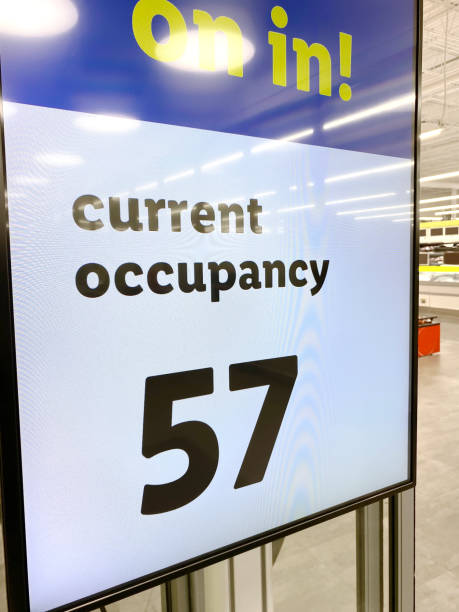 on in!
current
occupancy
57